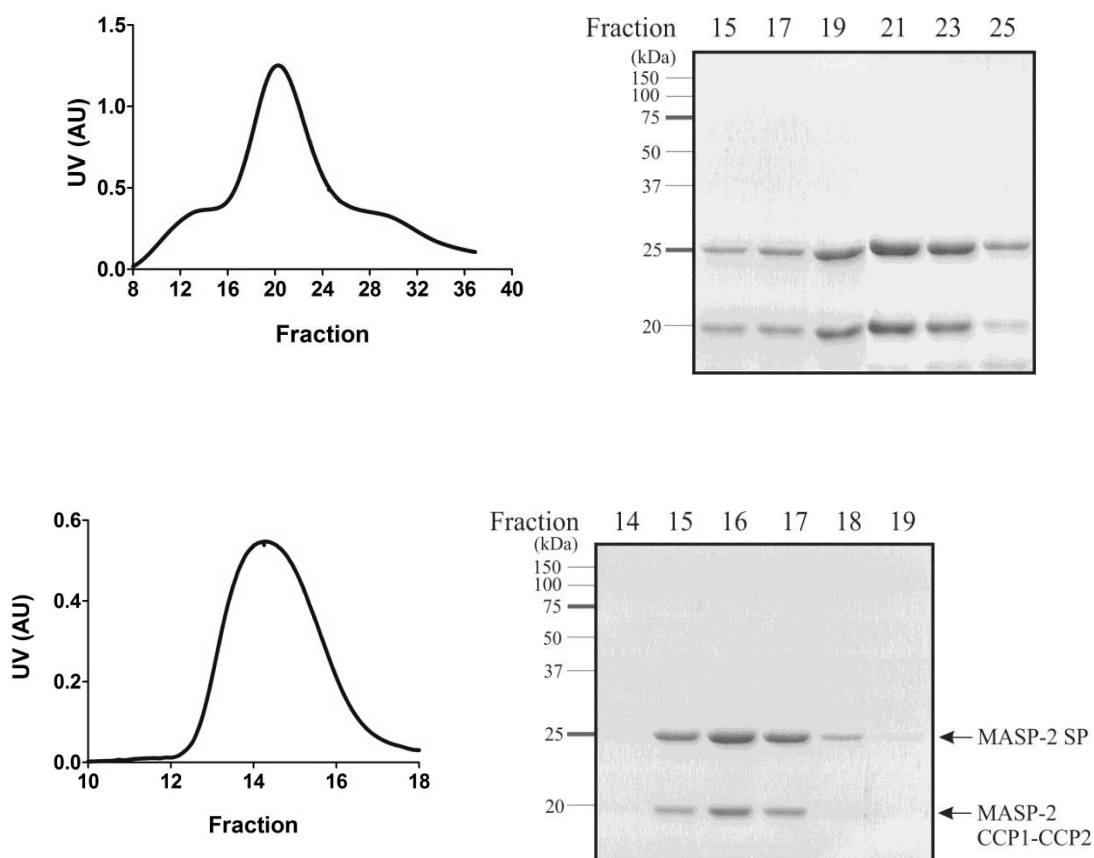 1.5
1.0
0.5
0.0
UV (AU)
8 12 16 20 24 28 32 36 40
Fraction
Fraction 15 17 19 21 23 25
(kDa)
150
100
75
50
37
25
20
0.6
0.4
0.2
0.0
UV (AU)
10 12 14 16 18
Fraction
Fraction 14 15 16 17 18 19
(kDa)
150
100
75
50
37
25
20
MASP-2 SP
MASP-2
CCP1-CCP2